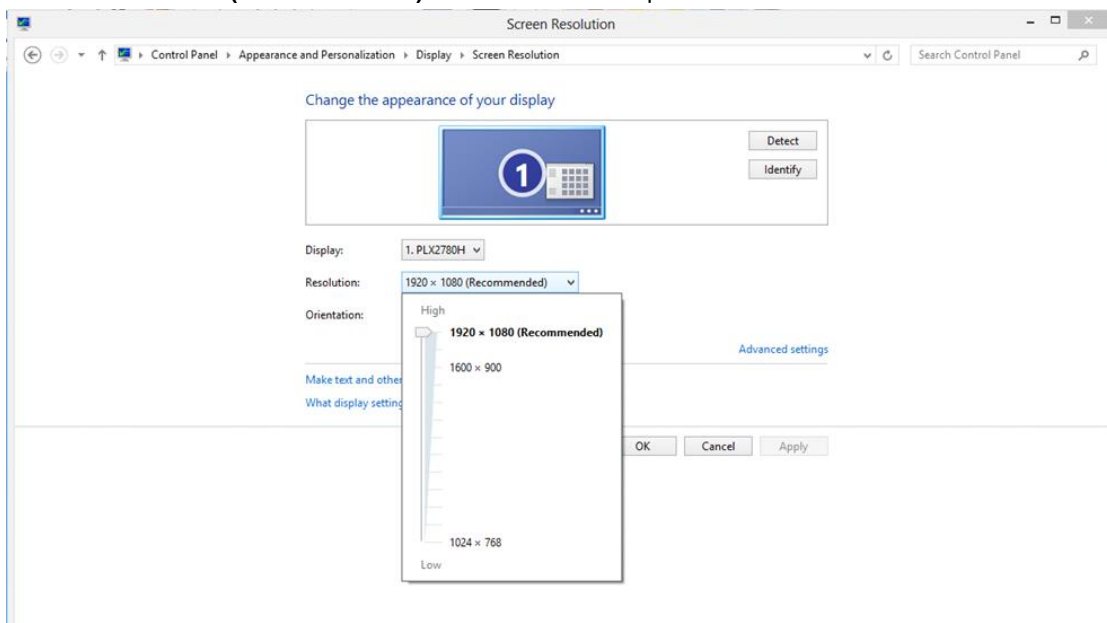 Screen Resolution
Control Panel Appearance and Personalization Display Screen Resolution Search Control Panel
Change the appearance of your display
1
Detect
Identify
Display: 1. PLX2780H
Resolution: 1920 × 1080 (Recommended)
Orientation:
High
1920 × 1080 (Recommended)
1600 × 900
1024 × 768
Low
Advanced settings
Make text and other
What display setting
OK Cancel Apply